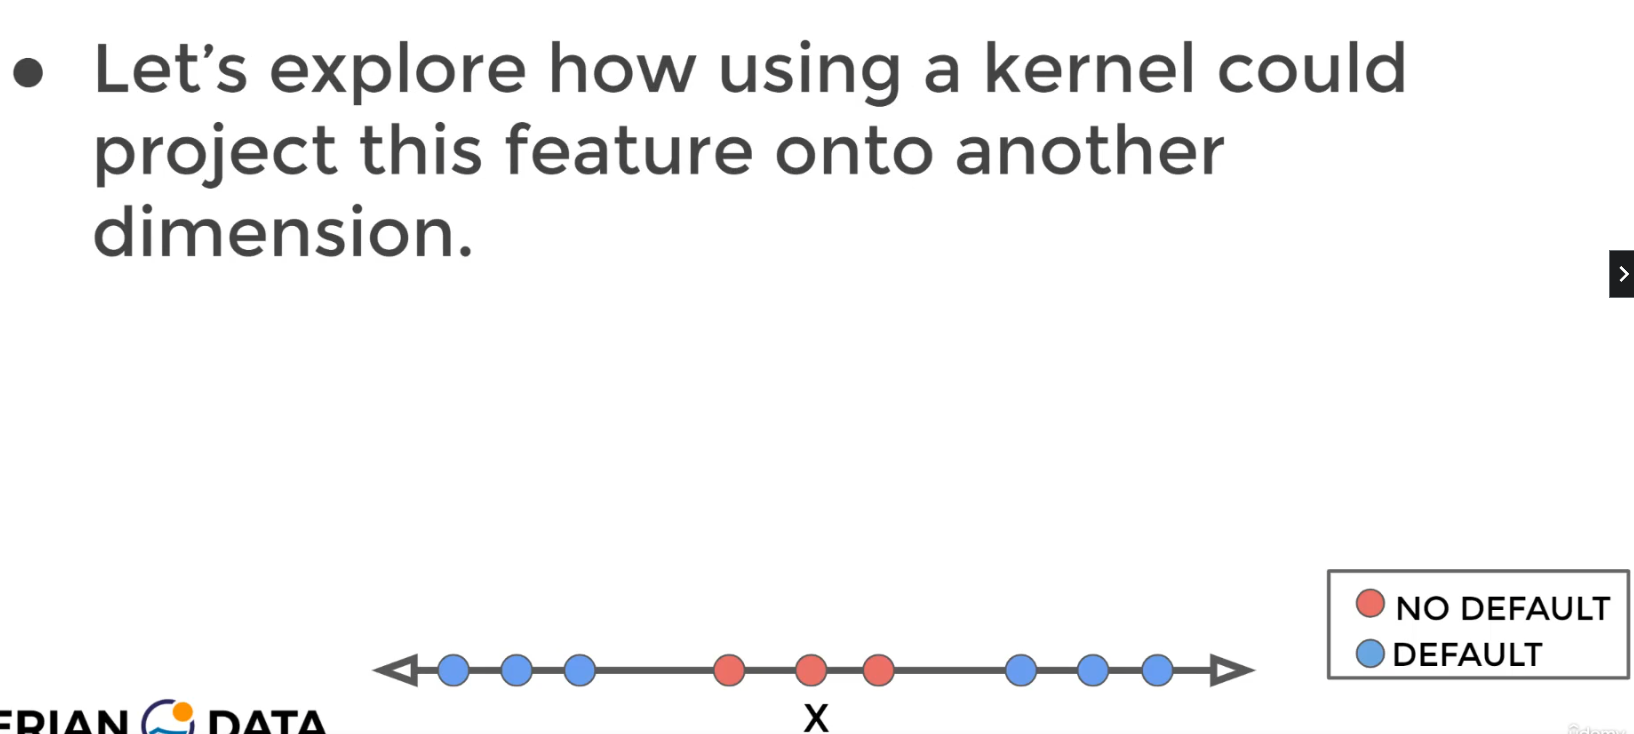 ● Let’s explore how using a kernel could
project this feature onto another
dimension.
NO DEFAULT
DEFAULT
X
ERIAN DATA